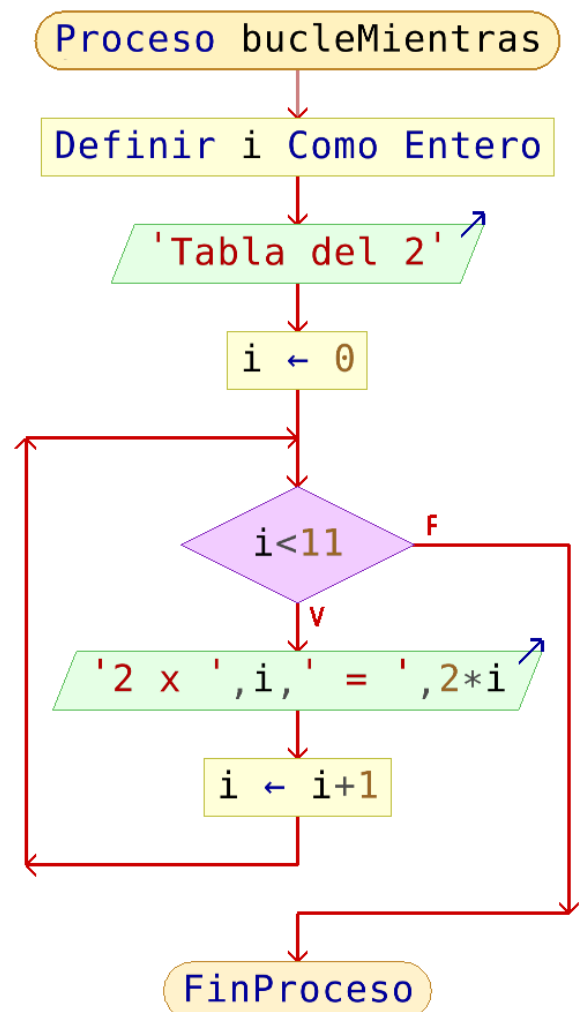 Proceso bucleMientras
Definir i Como Entero
'Tabla del 2'
i ← 0
i<11
F
V
'2 x ',i,' = ',2*i
i ← i+1
FinProceso